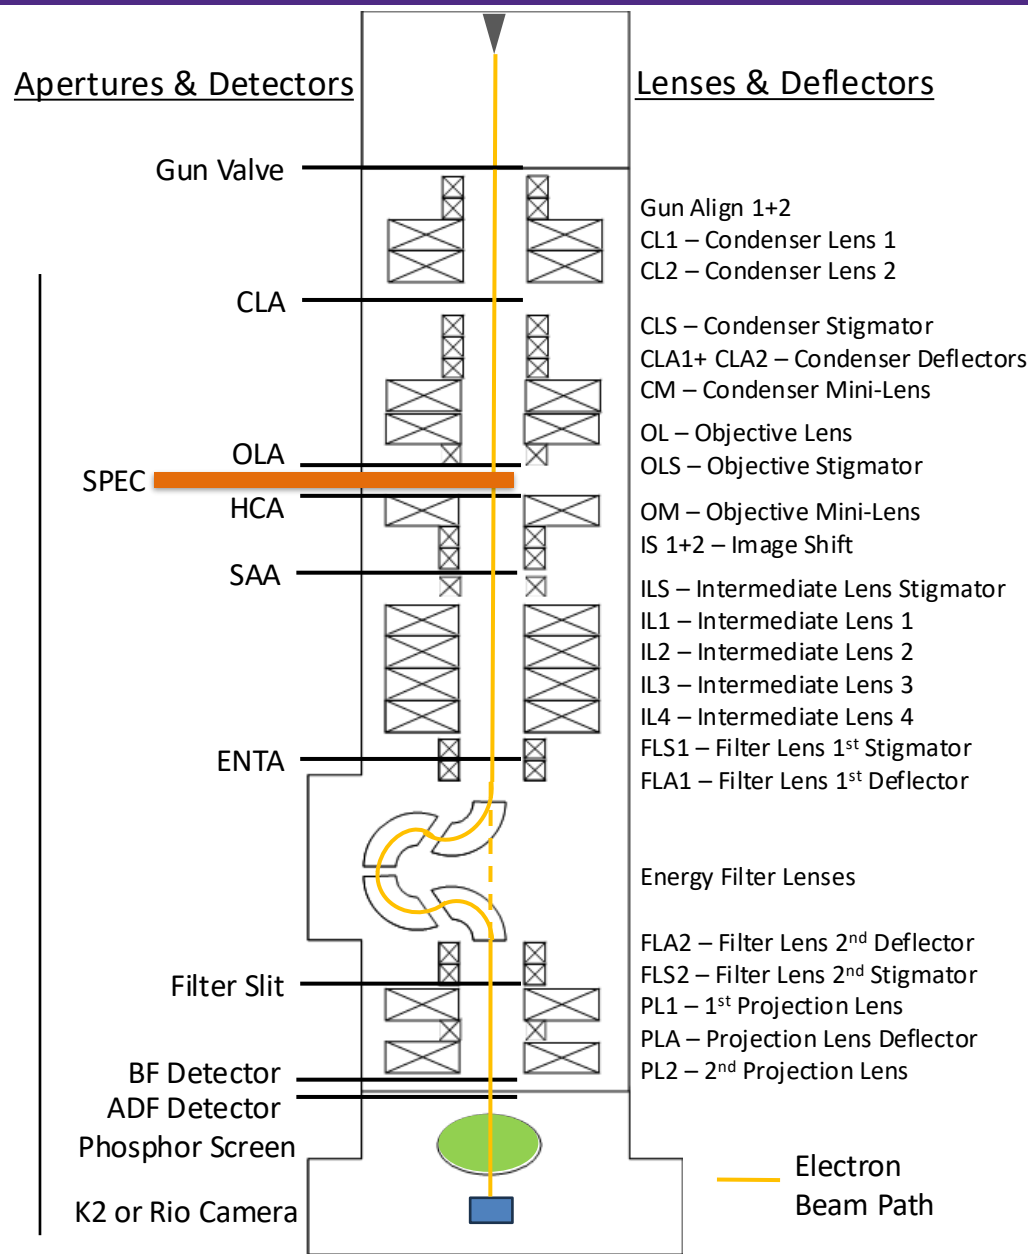 Apertures & Detectors
Lenses & Deflectors
Gun Valve
Gun Align 1+2
CL1 – Condenser Lens 1
CL2 – Condenser Lens 2
CLA
CLS – Condenser Stigmator
CLA1+ CLA2 – Condenser Deflectors
CM – Condenser Mini-Lens
OL – Objective Lens
OLA
OLS – Objective Stigmator
SPEC
HCA
OM – Objective Mini-Lens
IS 1+2 – Image Shift
SAA
ILS – Intermediate Lens Stigmator
IL1 – Intermediate Lens 1
IL2 – Intermediate Lens 2
IL3 – Intermediate Lens 3
IL4 – Intermediate Lens 4
FLS1 – Filter Lens 1st Stigmator
ENTA
FLA1 – Filter Lens 1st Deflector
Energy Filter Lenses
FLA2 – Filter Lens 2nd Deflector
FLS2 – Filter Lens 2nd Stigmator
Filter Slit
PL1 – 1st Projection Lens
PLA – Projection Lens Deflector
PL2 – 2nd Projection Lens
BF Detector
ADF Detector
Phosphor Screen
K2 or Rio Camera
Electron
Beam Path